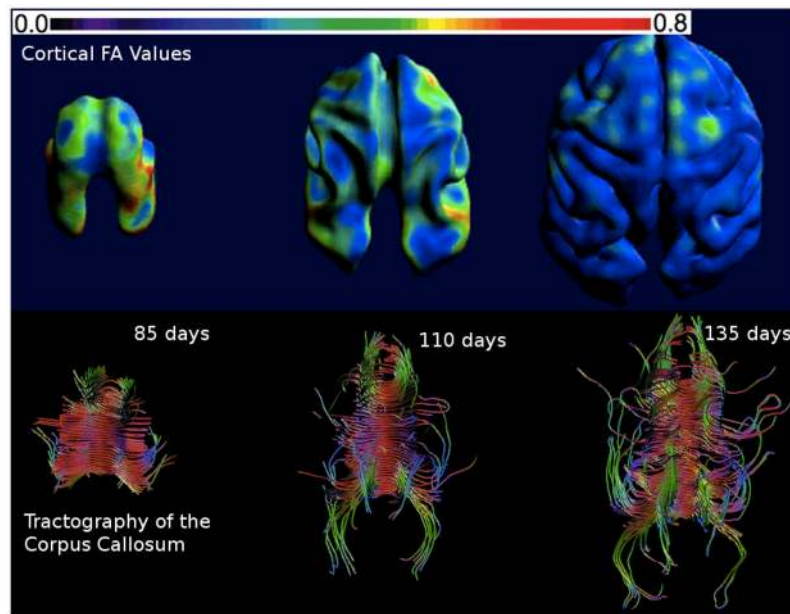 0.0 0.8
Cortical FA Values
85 days
110 days
135 days
Tractography of the
Corpus Callosum